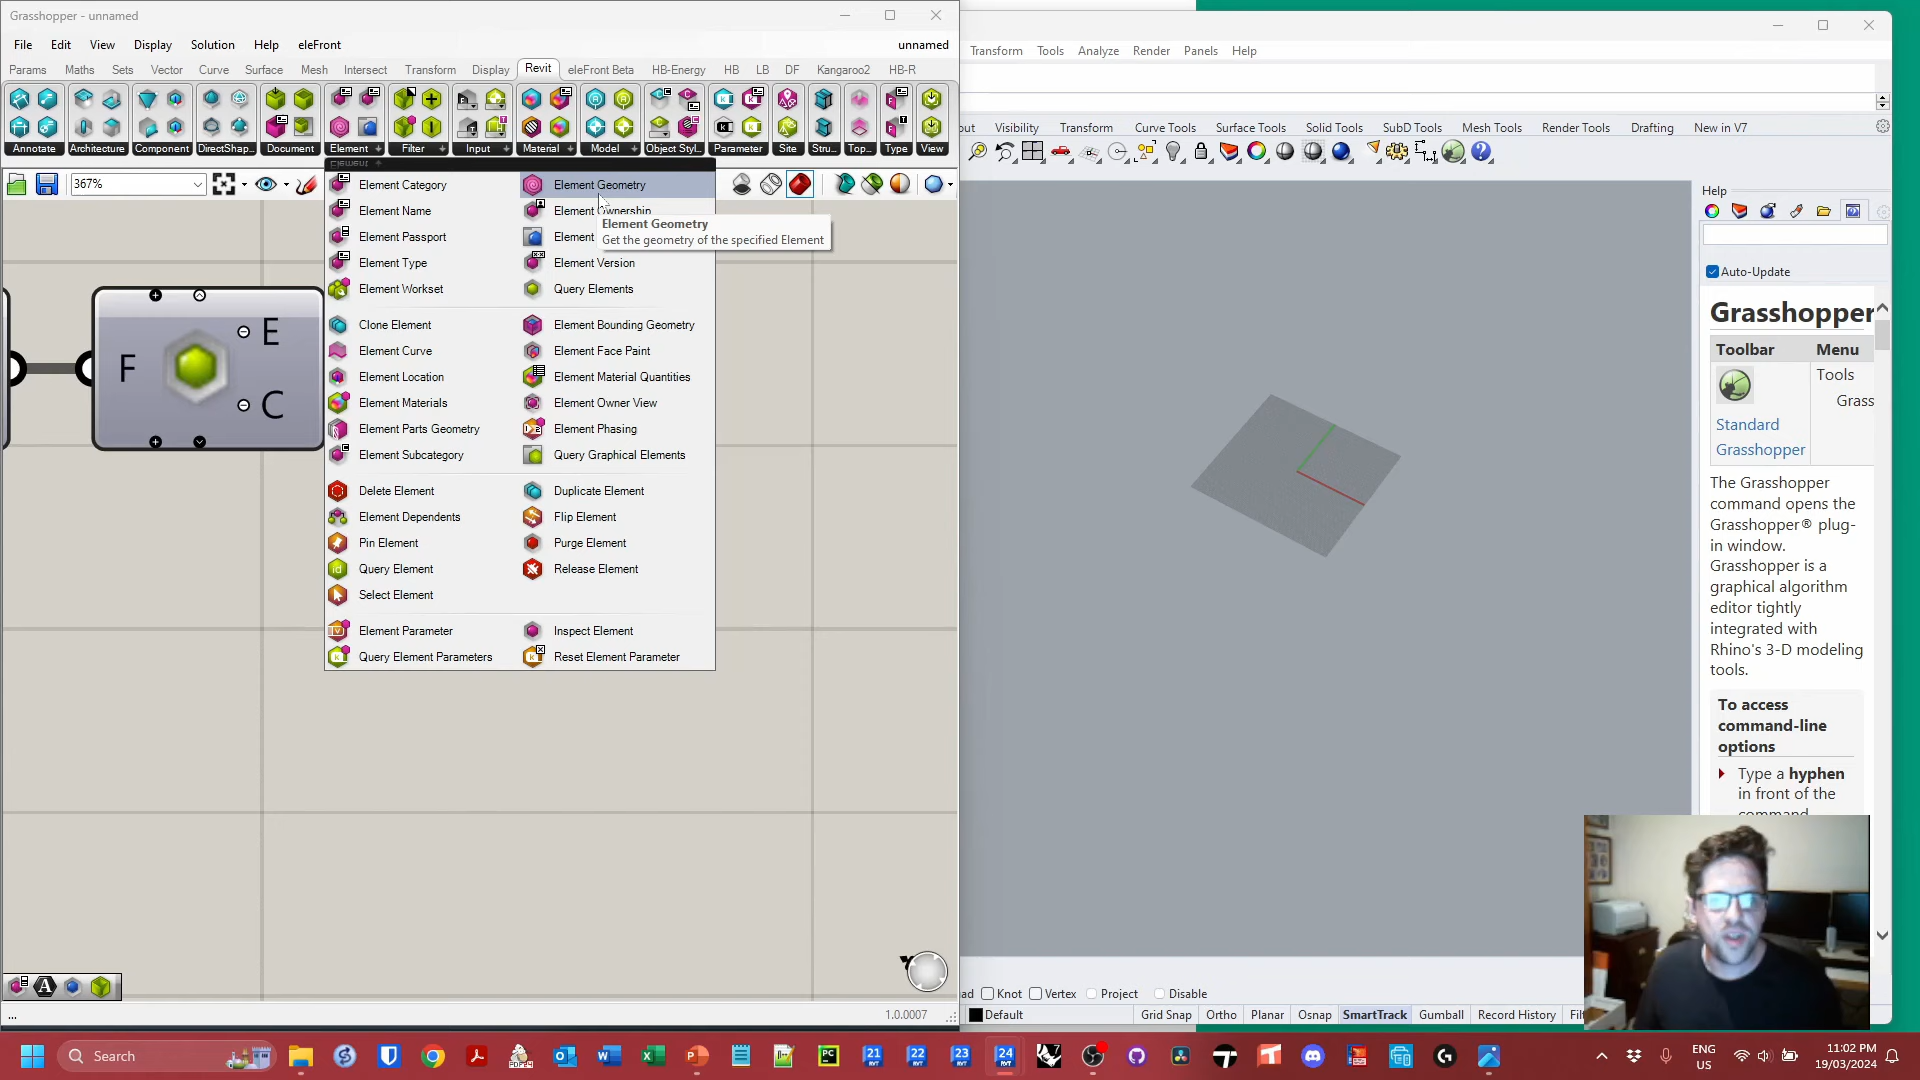 Grasshopper - unnamed
File Edit View Display Solution Help eleFront
unnamed
Params Maths Sets Vector Curve Surface Mesh Intersect Transform Display Revit eleFront Beta HB-Energy HB LB DF Kangaroo2 HB-R
Annotate Architecture Component DirectShap... Document Element Filter Input Material Model Object Styl... Parameter Site Stru... Top... Type View
367%
Element Category
Element Geometry
Element Name
Element Ownership
Element Geometry
Get the geometry of the specified Element
Element Passport
Element
Element Type
Element Version
Element Workset
Query Elements
Clone Element
Element Bounding Geometry
Element Curve
Element Face Paint
Element Location
Element Material Quantities
Element Materials
Element Owner View
Element Parts Geometry
Element Phasing
Element Subcategory
Query Graphical Elements
Delete Element
Duplicate Element
Element Dependents
Flip Element
Pin Element
Purge Element
Query Element
Release Element
Select Element
Element Parameter
Inspect Element
Query Element Parameters
Reset Element Parameter
F
E
C
...
1.0.0007
Transform Tools Analyze Render Panels Help
out Visibility Transform Curve Tools Surface Tools Solid Tools SubD Tools Mesh Tools Render Tools Drafting New in V7
Help
Auto-Update
Grasshopper
Toolbar Menu
Tools
Grass
Standard
Grasshopper
The Grasshopper
command opens the
Grasshopper® plug-
in window.
Grasshopper is a
graphical algorithm
editor tightly
integrated with
Rhino's 3-D modeling
tools.
To access
command-line
options
Type a hyphen
in front of the
command
ad Knot Vertex Project Disable
Default Grid Snap Ortho Planar Osnap SmartTrack Gumball Record History Filt
Search
21
RVT
22
RVT
23
RVT
24
RVT
ENG
US
11:02 PM
19/03/2024